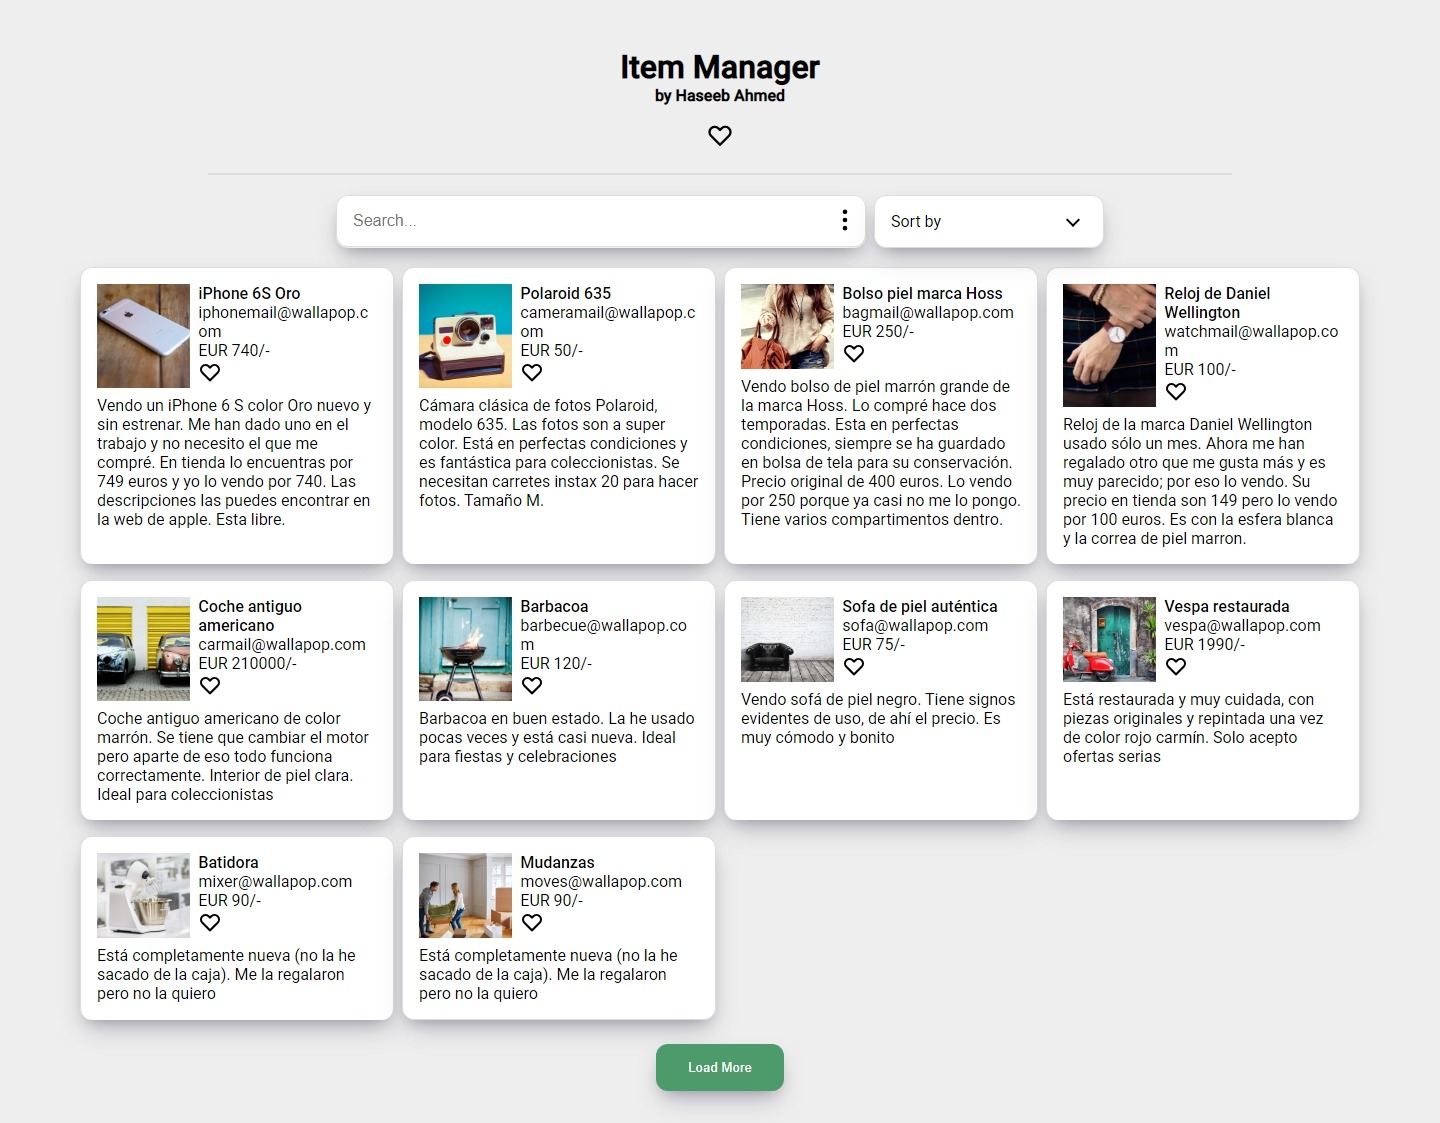 Item Manager
by Haseeb Ahmed
Search...
Sort by
iPhone 6S Oro
iphonemail@wallapop.c
om
EUR 740/-
Vendo un iPhone 6 S color Oro nuevo y
sin estrenar. Me han dado uno en el
trabajo y no necesito el que me
compré. En tienda lo encuentras por
749 euros y yo lo vendo por 740. Las
descripciones las puedes encontrar en
la web de apple. Esta libre.
Polaroid 635
cameramail@wallapop.c
om
EUR 50/-
Cámara clásica de fotos Polaroid,
modelo 635. Las fotos son a super
color. Está en perfectas condiciones y
es fantástica para coleccionistas. Se
necesitan carretes instax 20 para hacer
fotos. Tamaño M.
Bolso piel marca Hoss
bagmail@wallapop.com
EUR 250/-
Vendo bolso de piel marrón grande de
la marca Hoss. Lo compré hace dos
temporadas. Esta en perfectas
condiciones, siempre se ha guardado
en bolsa de tela para su conservación.
Precio original de 400 euros. Lo vendo
por 250 porque ya casi no me lo pongo.
Tiene varios compartimentos dentro.
Reloj de Daniel
Wellington
watchmail@wallapop.co
m
EUR 100/-
Reloj de la marca Daniel Wellington
usado sólo un mes. Ahora me han
regalado otro que me gusta más y es
muy parecido; por eso lo vendo. Su
precio en tienda son 149 pero lo vendo
por 100 euros. Es con la esfera blanca
y la correa de piel marron.
Coche antiguo
americano
carmail@wallapop.com
EUR 210000/-
Coche antiguo americano de color
marrón. Se tiene que cambiar el motor
pero aparte de eso todo funciona
correctamente. Interior de piel clara.
Ideal para coleccionistas
Barbacoa
barbecue@wallapop.co
m
EUR 120/-
Barbacoa en buen estado. La he usado
pocas veces y está casi nueva. Ideal
para fiestas y celebraciones
Sofa de piel auténtica
sofa@wallapop.com
EUR 75/-
Vendo sofá de piel negro. Tiene signos
evidentes de uso, de ahí el precio. Es
muy cómodo y bonito
Vespa restaurada
vespa@wallapop.com
EUR 1990/-
Está restaurada y muy cuidada, con
piezas originales y repintada una vez
de color rojo carmín. Solo acepto
ofertas serias
Batidora
mixer@wallapop.com
EUR 90/-
Está completamente nueva (no la he
sacado de la caja). Me la regalaron
pero no la quiero
Mudanzas
moves@wallapop.com
EUR 90/-
Está completamente nueva (no la he
sacado de la caja). Me la regalaron
pero no la quiero
Load More